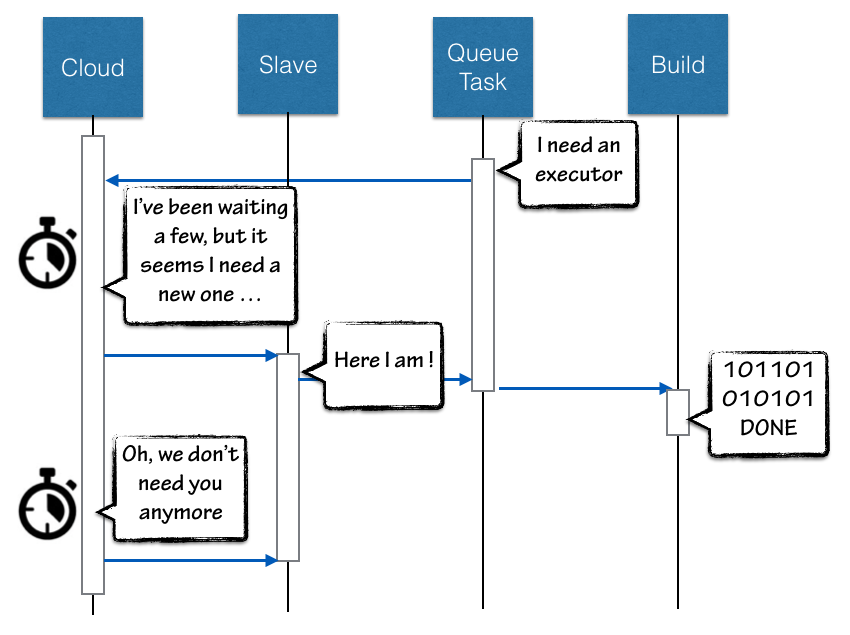 Cloud
Slave
Queue
Task
Build
I need an
executor
I've been waiting
a few, but it
seems I need a
new one ...
Here I am !
101101
010101
DONE
Oh, we don't
need you
anymore